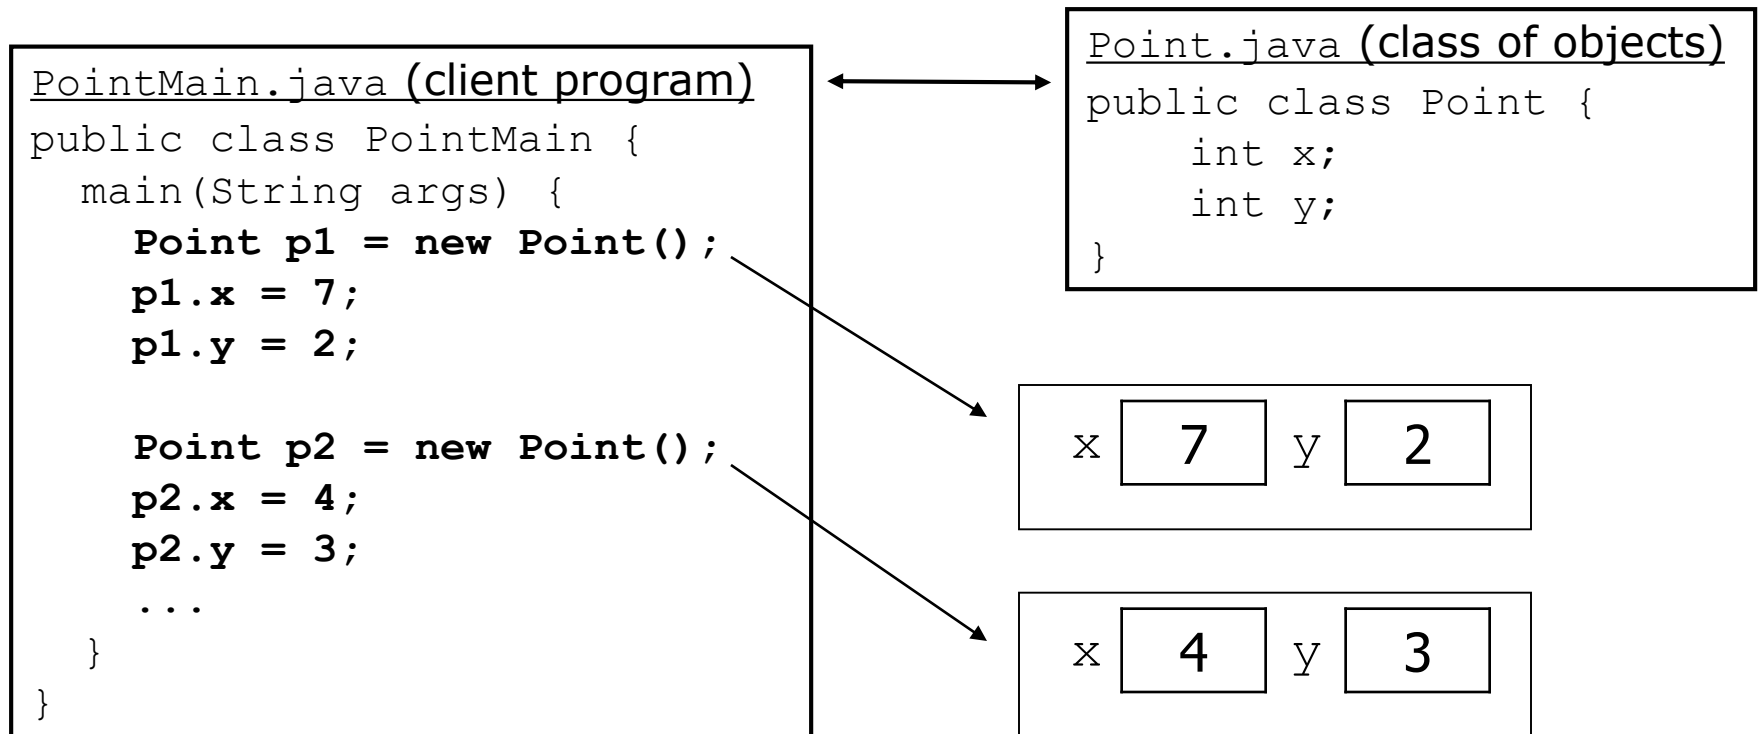 PointMain.java (client program)
public class PointMain {
main(String args) {
Point p1 = new Point();
p1.x = 7;
p1.y = 2;
Point p2 = new Point();
p2.x = 4;
p2.y = 3;
...
}
}
Point.java (class of objects)
public class Point {
int x;
int y;
}
x 7 y 2
x 4 y 3